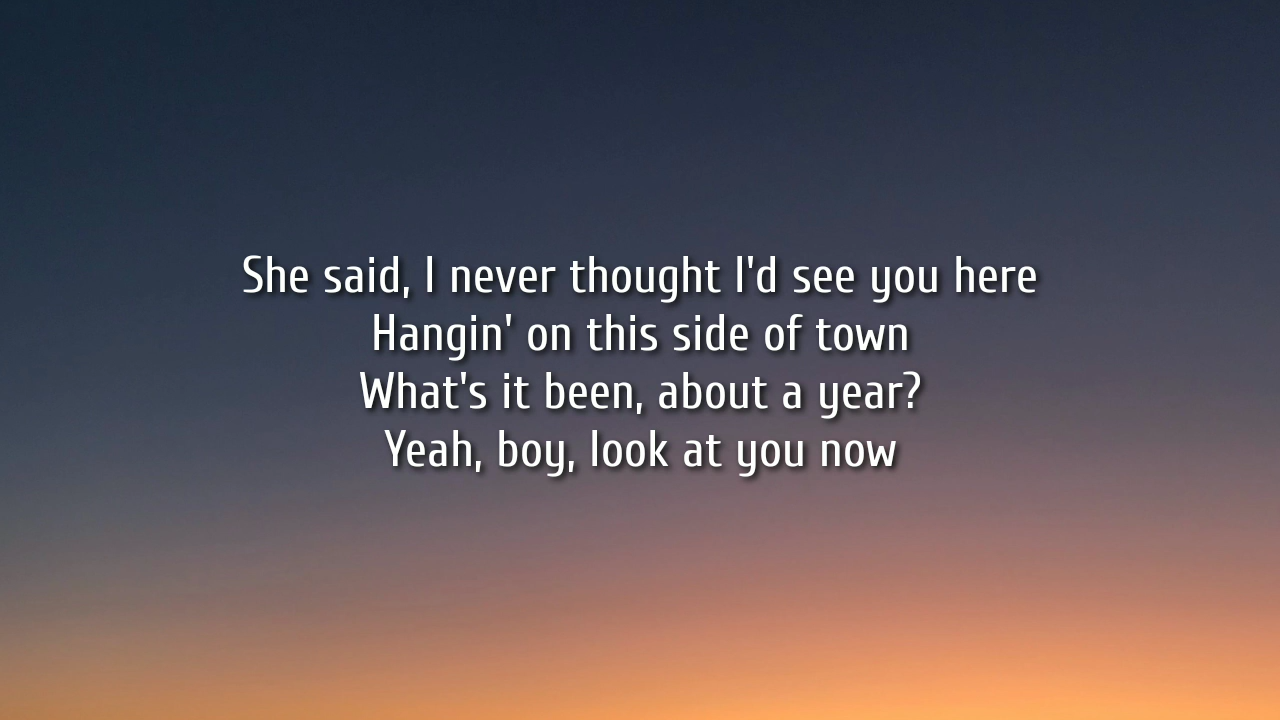 She said, I never thought I'd see you here
Hangin' on this side of town
What's it been, about a year?
Yeah, boy, look at you now